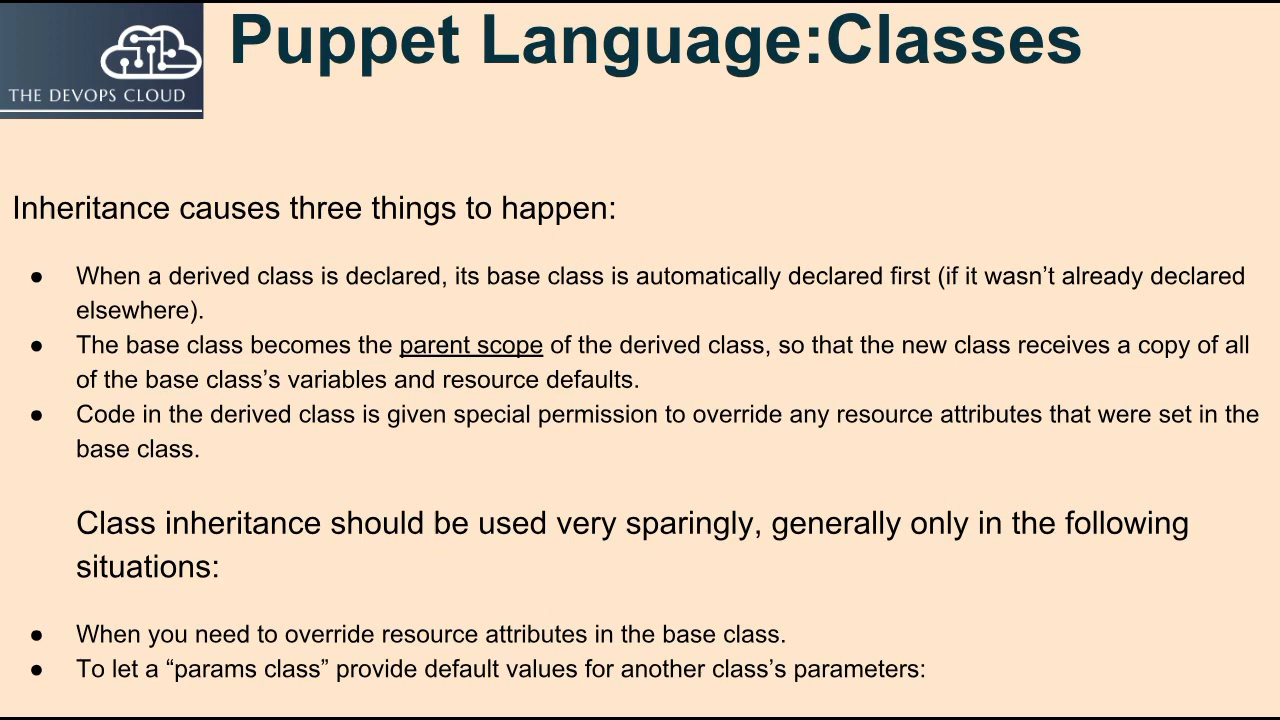 THE DEVOPS CLOUD
Puppet Language:Classes
Inheritance causes three things to happen:
● When a derived class is declared, its base class is automatically declared first (if it wasn’t already declared
elsewhere).
● The base class becomes the parent scope of the derived class, so that the new class receives a copy of all
of the base class’s variables and resource defaults.
● Code in the derived class is given special permission to override any resource attributes that were set in the
base class.
Class inheritance should be used very sparingly, generally only in the following
situations:
● When you need to override resource attributes in the base class.
● To let a “params class” provide default values for another class’s parameters: